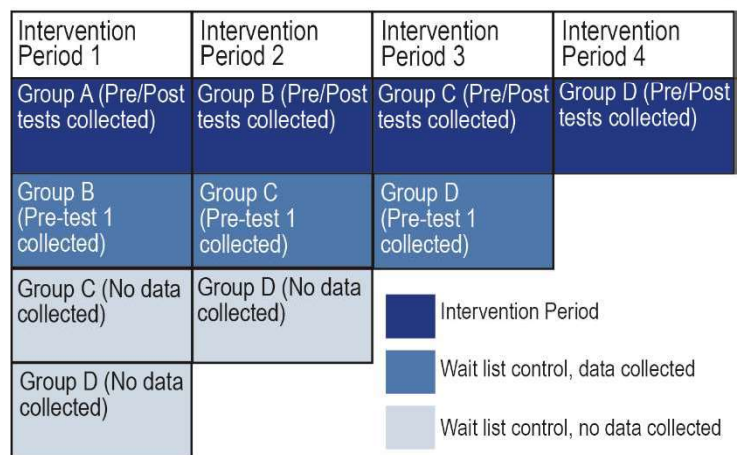 Intervention
Period 1
Intervention
Period 2
Intervention
Period 3
Intervention
Period 4
Group A (Pre/Post
tests collected)
Group B (Pre/Post
tests collected)
Group C (Pre/Post
tests collected)
Group D (Pre/Post
tests collected)
Group B
(Pre-test 1
collected)
Group C
(Pre-test 1
collected)
Group D
(Pre-test 1
collected)
Group C (No data
collected)
Group D (No data
collected)
Group D (No data
collected)
Intervention Period
Wait list control, data collected
Wait list control, no data collected